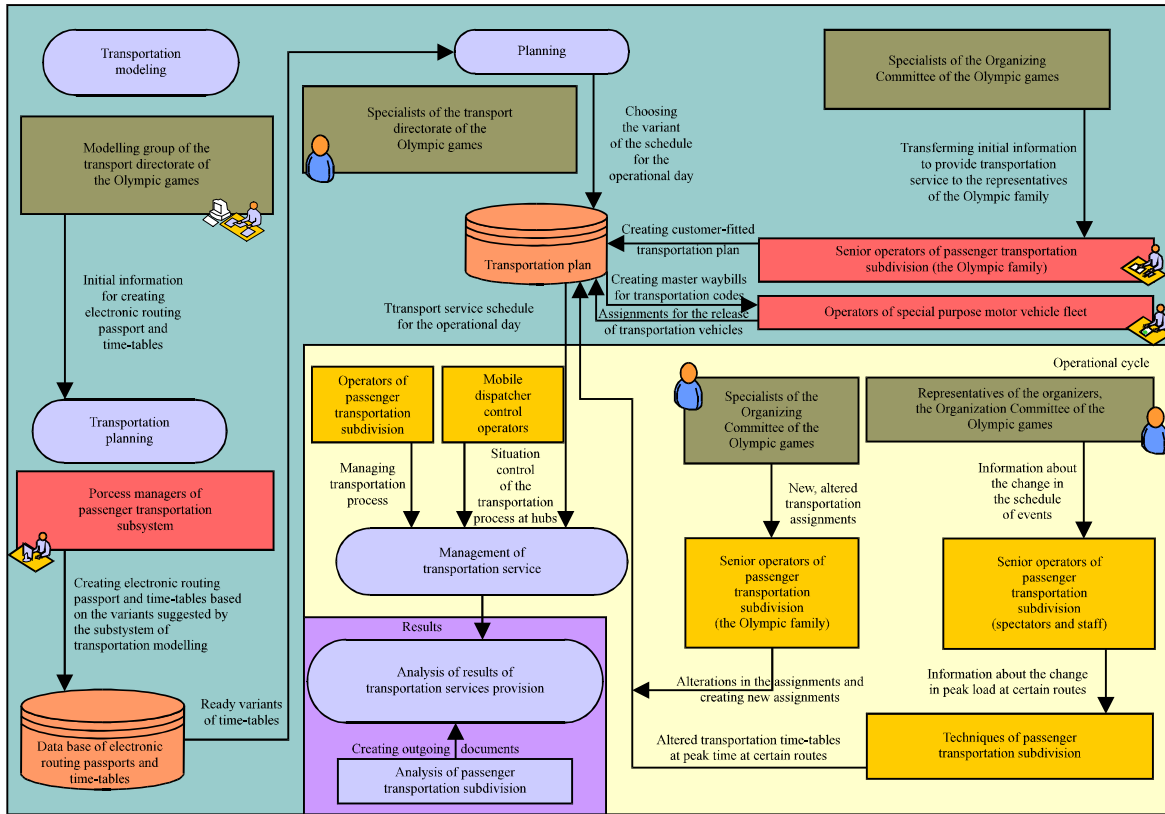 Transportation
modeling
Planning
Specialists of the Organizing
Committee of the Olympic games
Modelling group of the
transport directorate of
the Olympic games
Specialists of the transport
directorate of the
Olympic games
Choosing
the variant
of the schedule
for the
operational day
Transferming initial information
to provide transportation
service to the representatives
of the Olympic family
Transportation plan
Creating customer-fitted
transportation plan
Senior operators of passenger transportation
subdivision (the Olympic family)
Creating master waybills
for transportation codes
Assignments for the release
of transportation vehicles
Operators of special purpose motor vehicle fleet
Initial information
for creating
electronic routing
passport and
time-tables
Ttransport service schedule
for the operational day
Operational cycle
Transportation
planning
Operators of
passenger
transportation
subdivision
Mobile
dispatcher
control
operators
Specialists of the
Organizing
Committee of the
Olympic games
Representatives of the organizers,
the Organization Committee of the
Olympic games
Managing
transportation
process
Situation
control
of the
transportation
process at hubs
New, altered
transportation
assignments
Information about
the change in
the schedule
of events
Porcess managers of
passenger transportation
subsystem
Management of
transportation service
Senior operators of
passenger
transportation
subdivision
(the Olympic family)
Senior operators of
passenger
transportation
subdivision
(spectators and staff)
Creating electronic routing
passport and time-tables based
on the variants suggested by
the subsystem of
transportation modelling
Results
Analysis of results of
transportation services provision
Alterations in the assignments and
creating new assignments
Information about the change
in peak load at certain routes
Ready variants
of time-tables
Data base of electronic
routing passports and
time-tables
Creating outgoing documents
Analysis of passenger
transportation subdivision
Altered transportation time-tables
at peak time at certain routes
Techniques of passenger
transportation subdivision